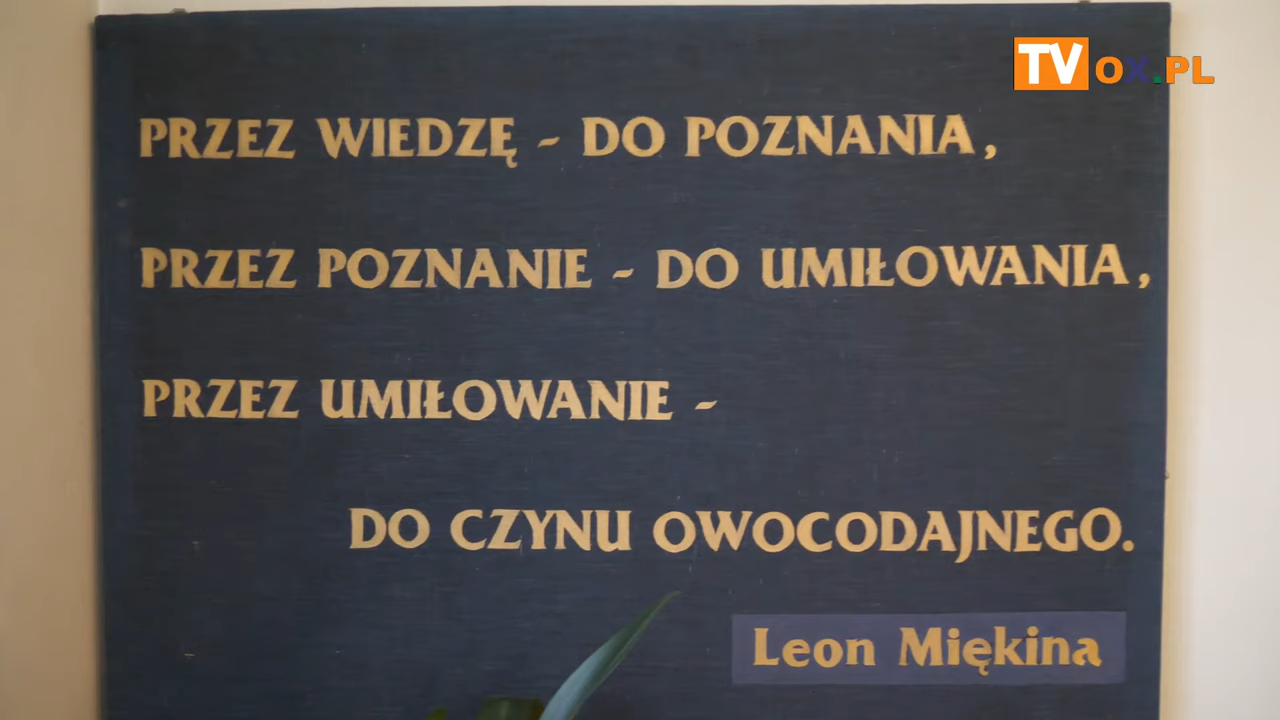 TVOX.PL
PRZEZ WIEDZĘ - DO POZNANIA,
PRZEZ POZNANIE - DO UMIŁOWANIA,
PRZEZ UMIŁOWANIE -
DO CZYNU OWOCODAJNEGO.
Leon Miękina